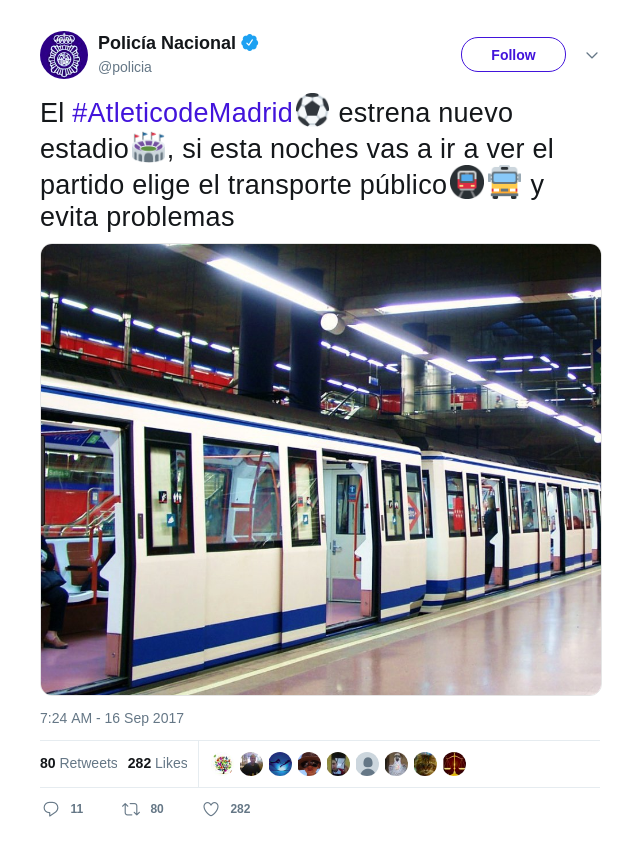 Policía Nacional
@policia
Follow
El #AtleticodeMadrid⚽ estrena nuevo
estadio🏟, si esta noches vas a ir a ver el
partido elige el transporte público🚇🚍 y
evita problemas
7:24 AM - 16 Sep 2017
80 Retweets 282 Likes
11 80 282